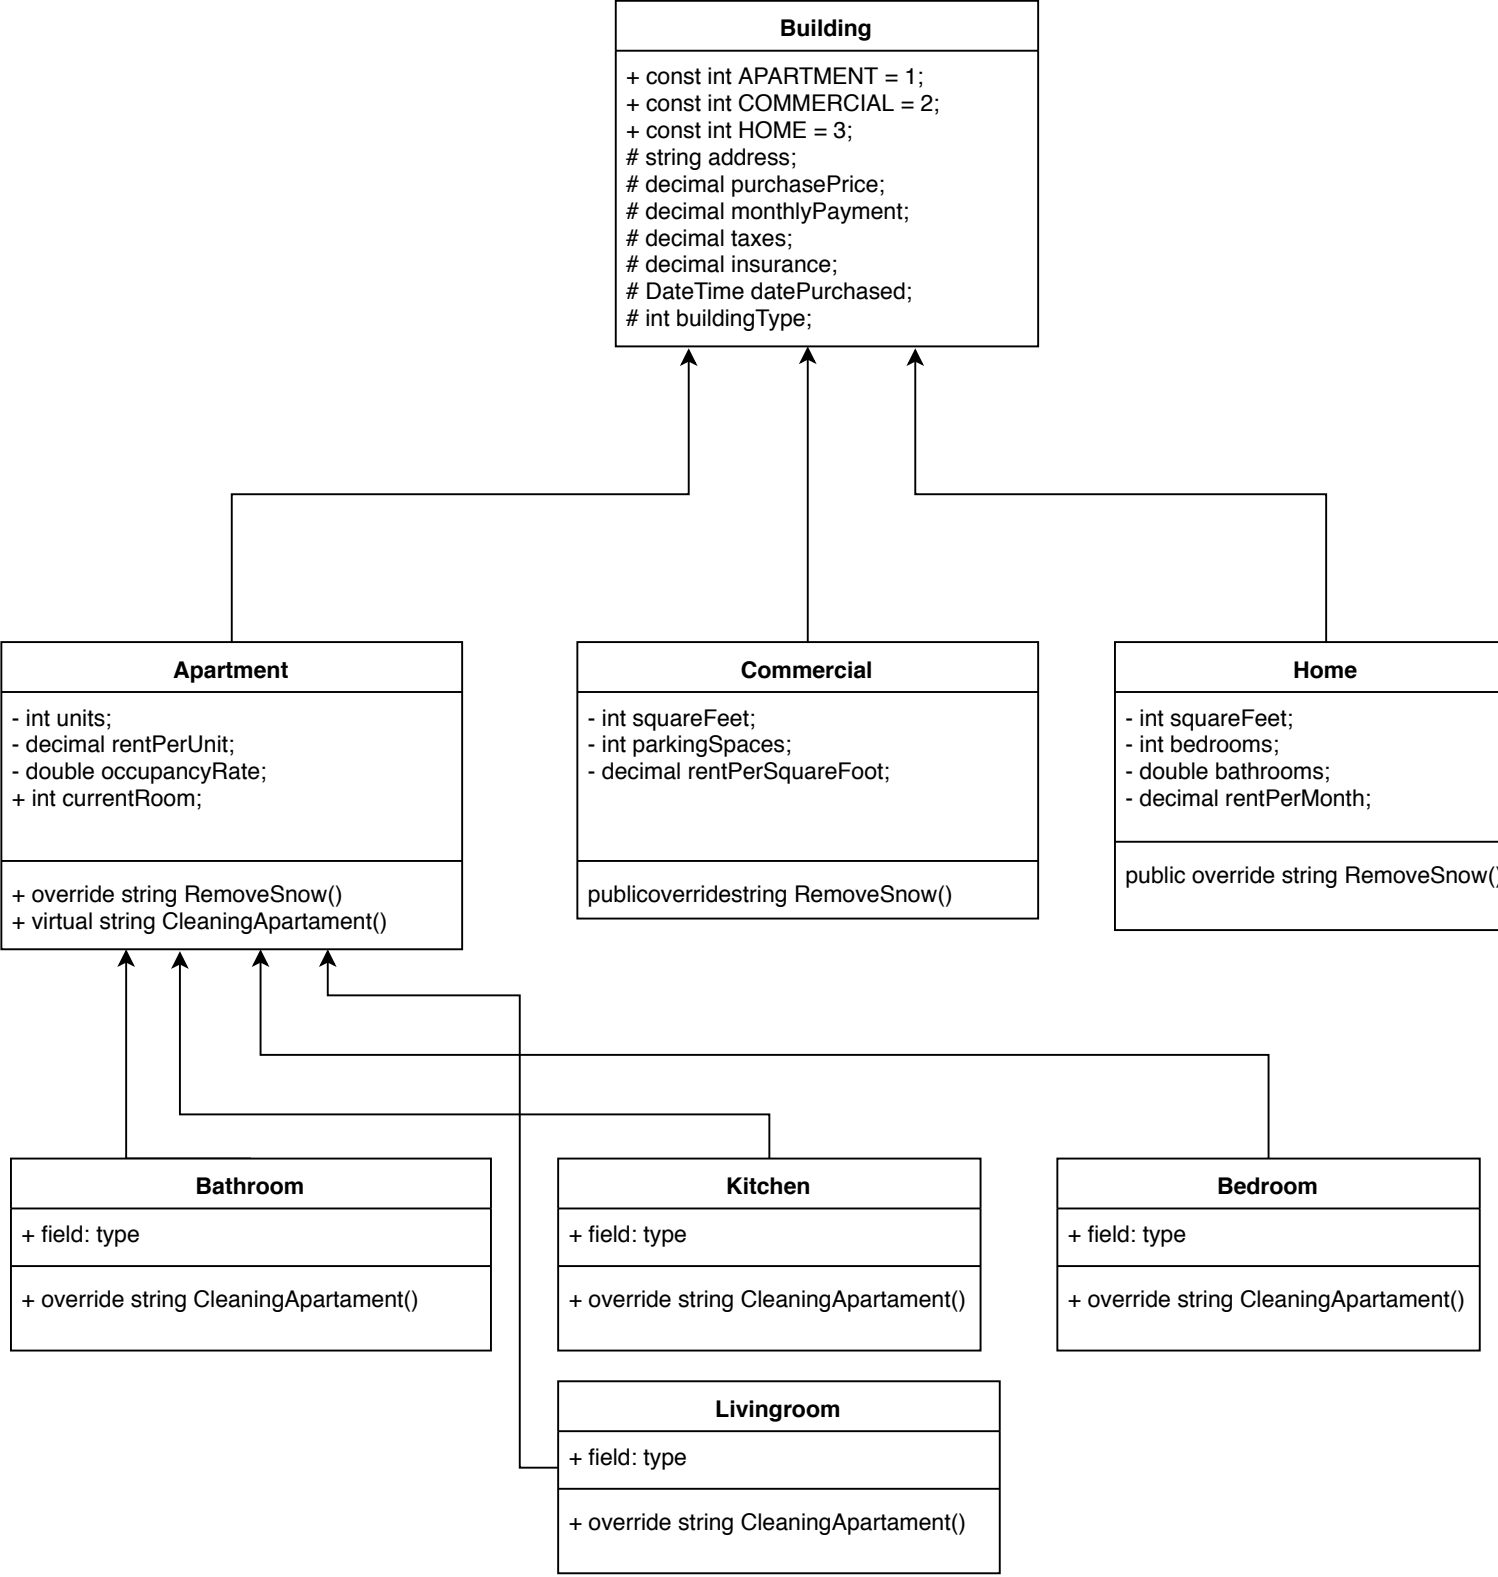 Building
+ const int APARTMENT = 1;
+ const int COMMERCIAL = 2;
+ const int HOME = 3;
# string address;
# decimal purchasePrice;
# decimal monthlyPayment;
# decimal taxes;
# decimal insurance;
# DateTime datePurchased;
# int buildingType;
Apartment
- int units;
- decimal rentPerUnit;
- double occupancyRate;
+ int currentRoom;
+ override string RemoveSnow()
+ virtual string CleaningApartament()
Commercial
- int squareFeet;
- int parkingSpaces;
- decimal rentPerSquareFoot;
publicoverridestring RemoveSnow()
Home
- int squareFeet;
- int bedrooms;
- double bathrooms;
- decimal rentPerMonth;
public override string RemoveSnow()
Bathroom
+ field: type
+ override string CleaningApartament()
Kitchen
+ field: type
+ override string CleaningApartament()
Bedroom
+ field: type
+ override string CleaningApartament()
Livingroom
+ field: type
+ override string CleaningApartament()